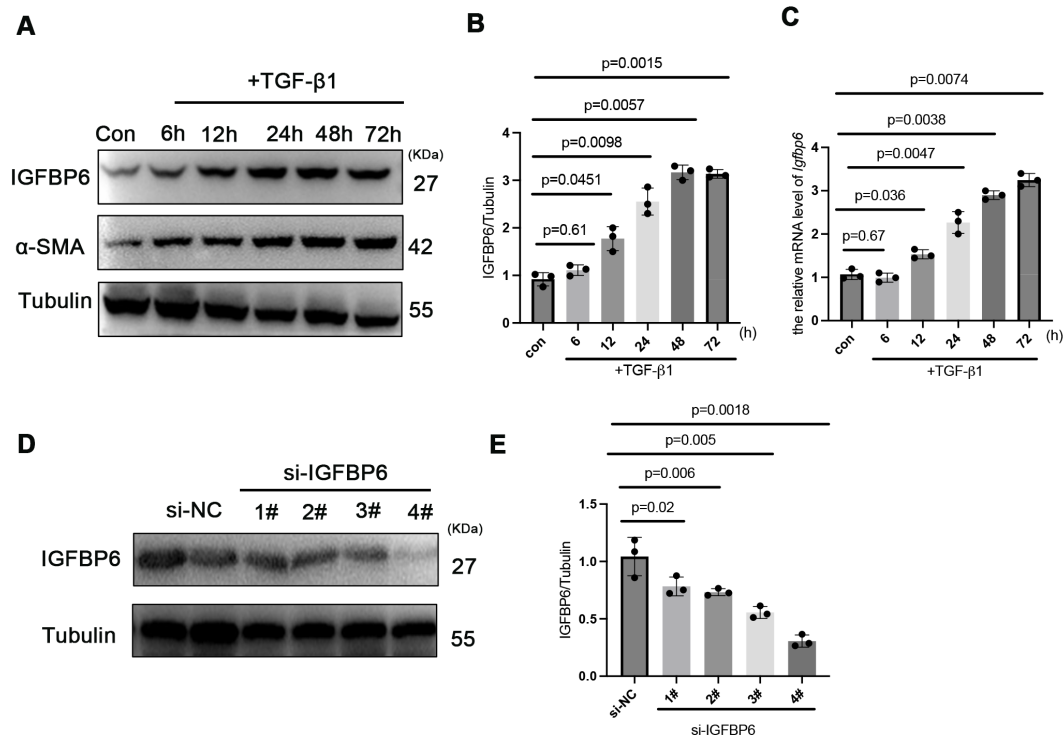 A
+TGF-β1
Con 6h 12h 24h 48h 72h
(KDa)
IGFBP6 27
α-SMA 42
Tubulin 55
B
p=0.0015
p=0.0057
p=0.0098
p=0.0451
p=0.61
IGFBP6/Tubulin
4
3
2
1
0
con 6 12 24 48 72 (h)
+TGF-β1
C
p=0.0074
p=0.0038
p=0.0047
p=0.036
p=0.67
the relative mRNA level of Igfbp6
4
3
2
1
0
con 6 12 24 48 72 (h)
+TGF-β1
D
si-IGFBP6
si-NC 1# 2# 3# 4#
(KDa)
IGFBP6 27
Tubulin 55
E
p=0.0018
p=0.005
p=0.006
p=0.02
IGFBP6/Tubulin
1.5
1.0
0.5
0.0
si-NC 1# 2# 3# 4#
si-IGFBP6